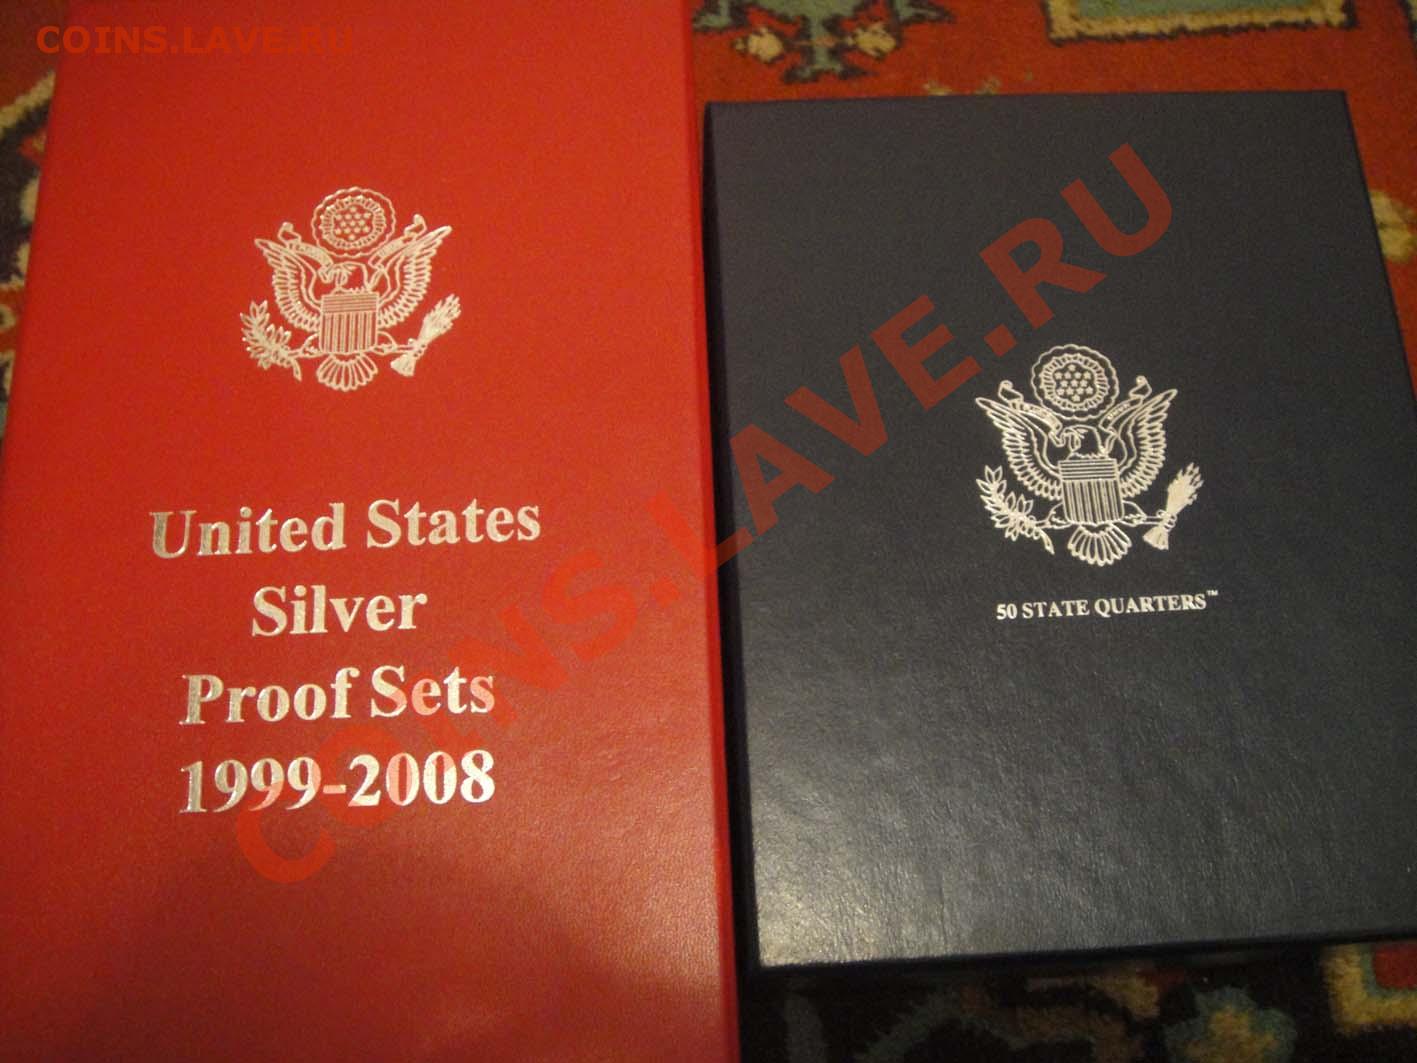 COINS.LAVE.RU
United States
Silver
Proof Sets
1999-2008
50 STATE QUARTERS™
COINS.LAVE.RU